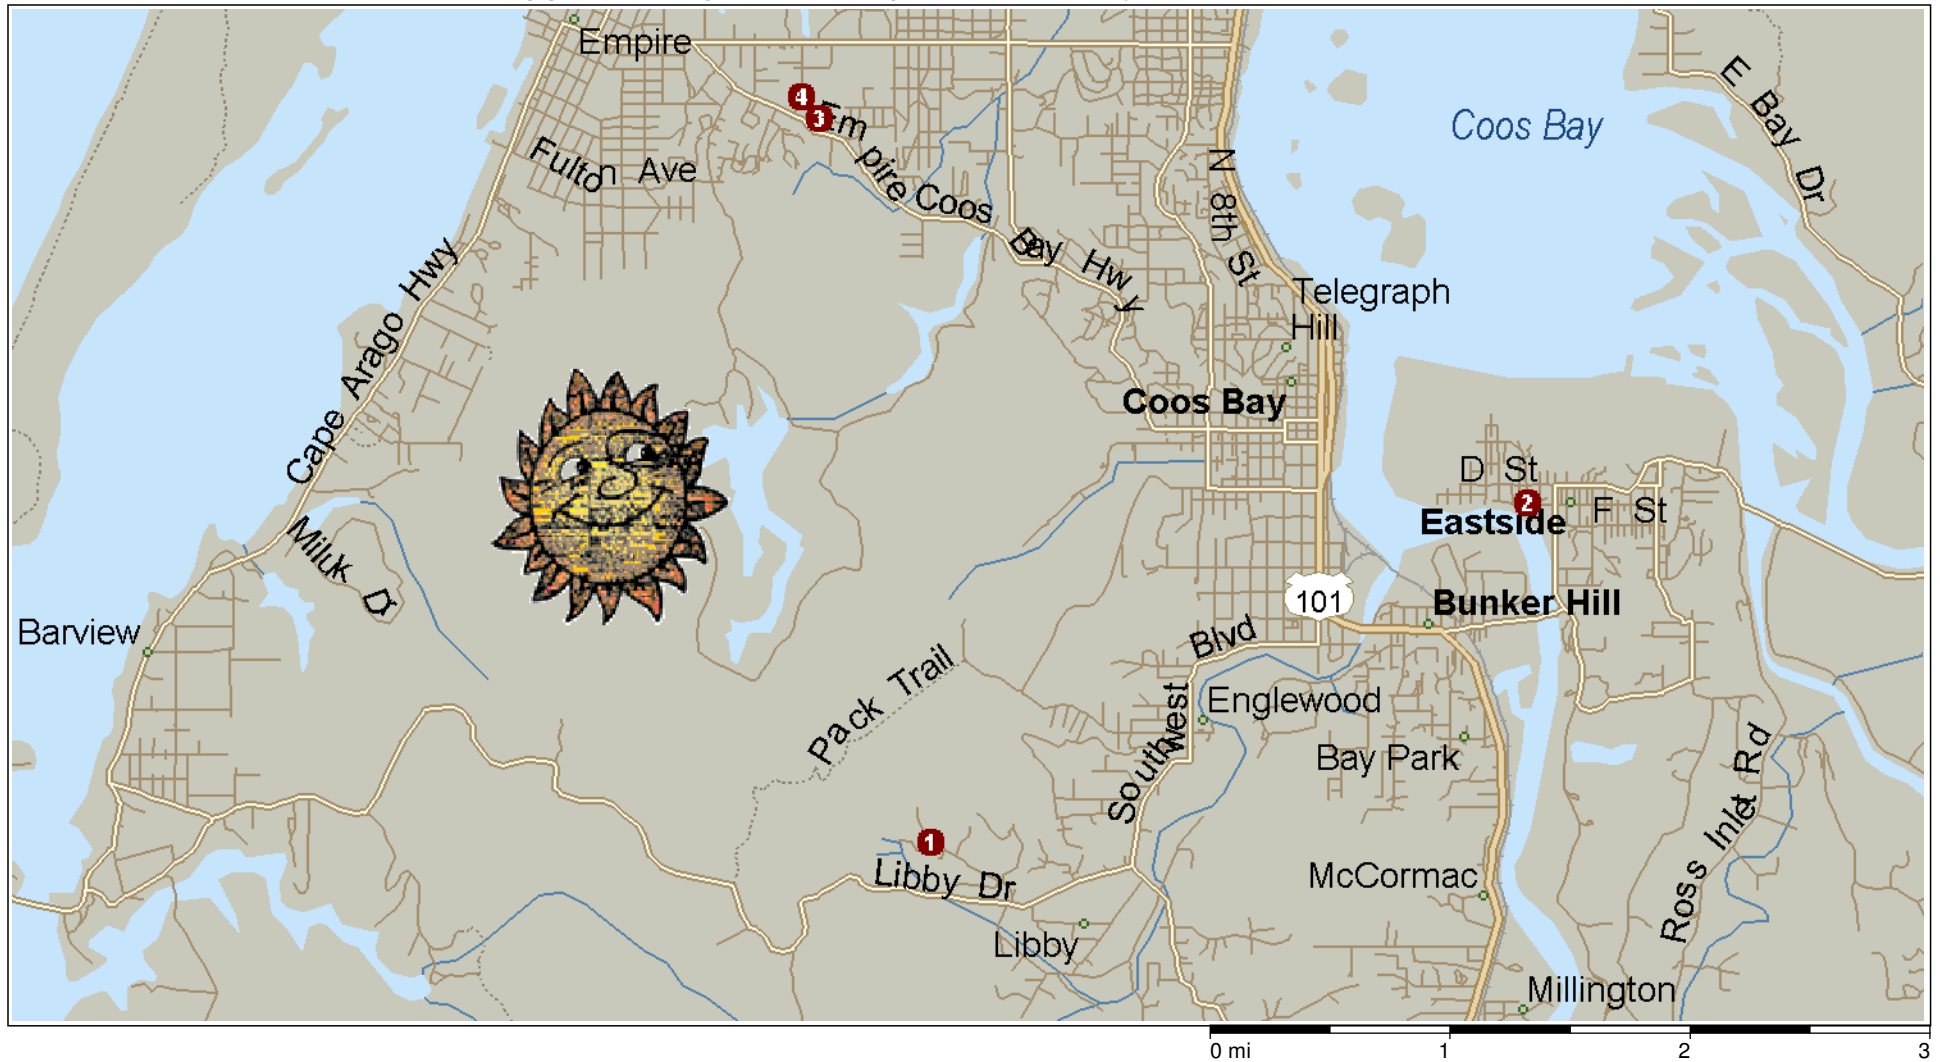 Empire
4
3
Empire Coos Bay Hwy
Fulton Ave
Coos Bay
E Bay Dr
N 8th St
Cape Arago Hwy
Telegraph
Hill
Coos Bay
D St
2
F St
Eastside
Miluk Dr
101
Bunker Hill
Barview
Southwest Blvd
Pack Trail
Englewood
Bay Park
Ross Inlet Rd
1
Libby Dr
McCormac
Libby
Millington
0 mi 1 2 3